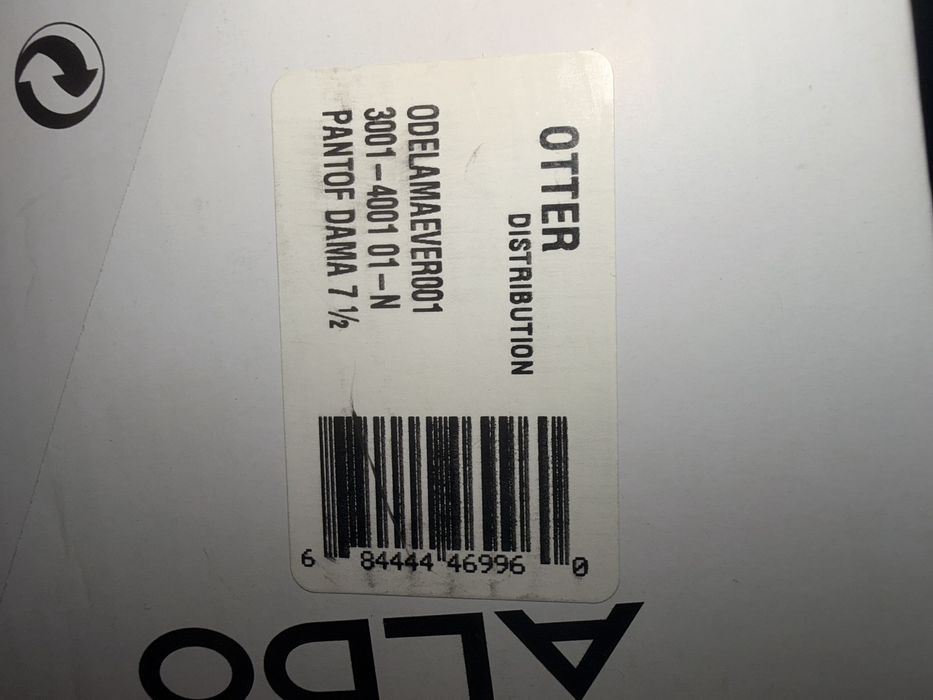 OTTER
DISTRIBUTION
ODELAMAEVER001
3001-4001 01-N
PANTOF DAMA 7 ½
6 84444 46996 0
ALDO